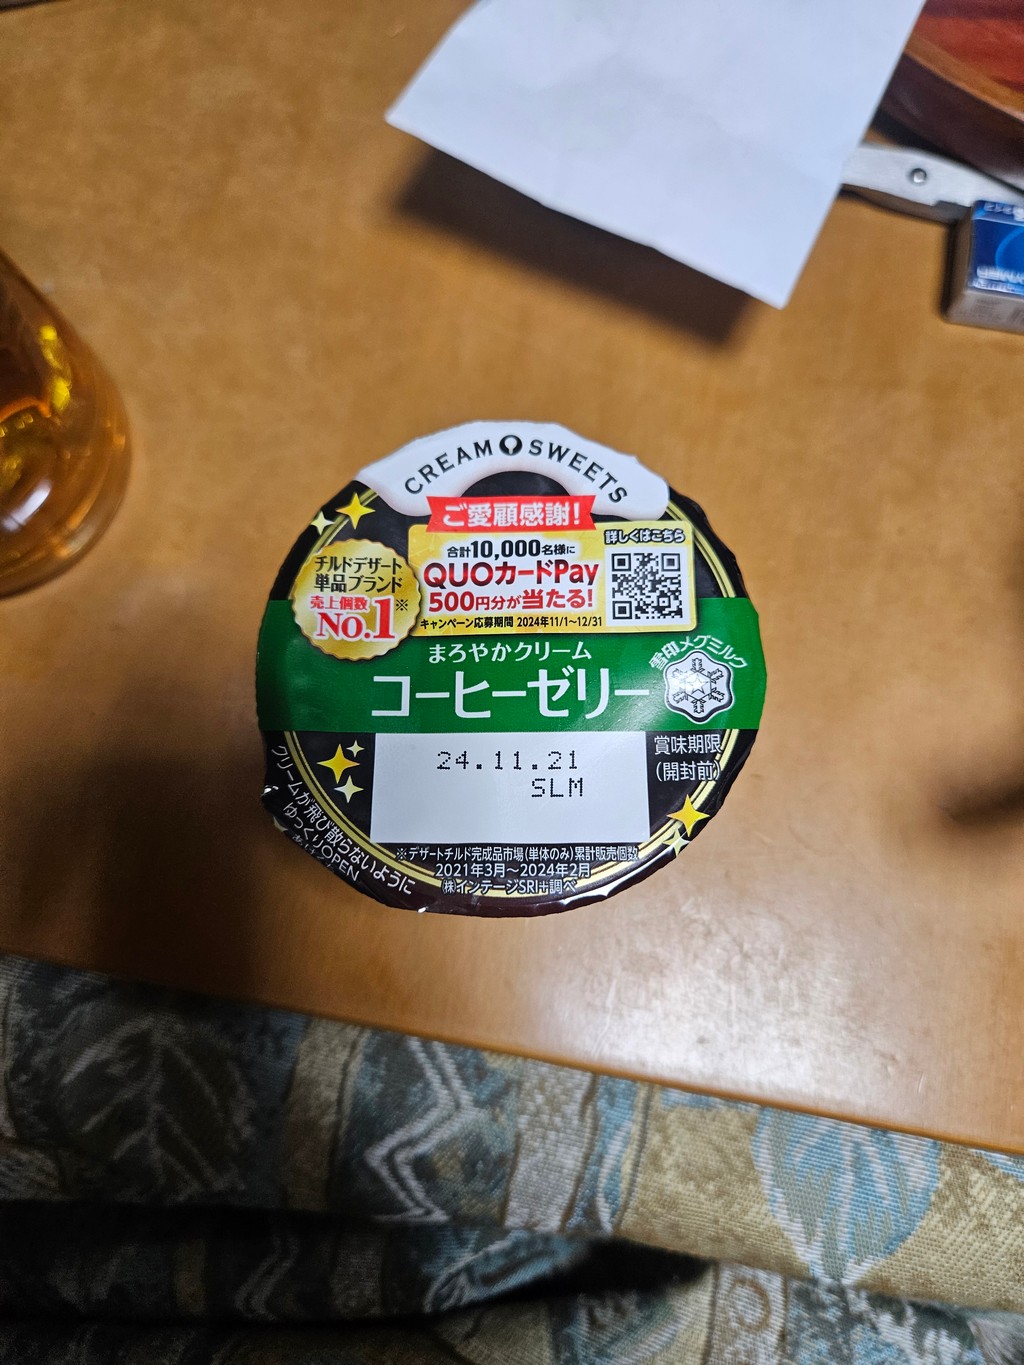 CREAM SWEETS
ご愛顧感謝!
詳しくはこちら
合計10,000名様に
QUOカードPay
500円分が当たる!
キャンペーン応募期間 2024年11/1～12/31
チルドデザート
単品ブランド
売上個数
No.1※
まろやかクリーム
コーヒーゼリー
雪印メグミルク
24.11.21
SLM
賞味期限
(開封前)
クリームが飛び散らないように
ゆっくりOPEN
※デザートチルド完成品市場(単体のみ)累計販売個数
2021年3月～2024年2月
㈱インテージSRI+調べ